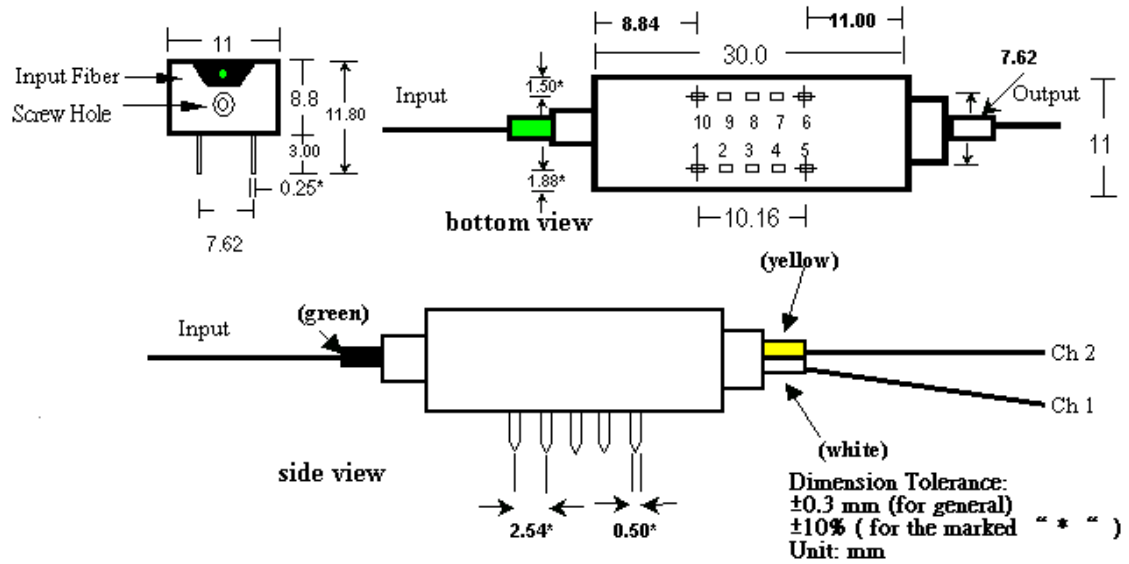 11
Input Fiber
Screw Hole
8.8
11.80
3.00
0.25*
7.62
8.84
11.00
30.0
7.62
Input
1.50*
Output
10 9 8 7 6
1 2 3 4 5
11
1.88*
bottom view
10.16
(yellow)
(green)
Input
Ch 2
Ch 1
(white)
side view
2.54*
0.50*
Dimension Tolerance:
±0.3 mm (for general)
±10% ( for the marked “ * “ )
Unit: mm